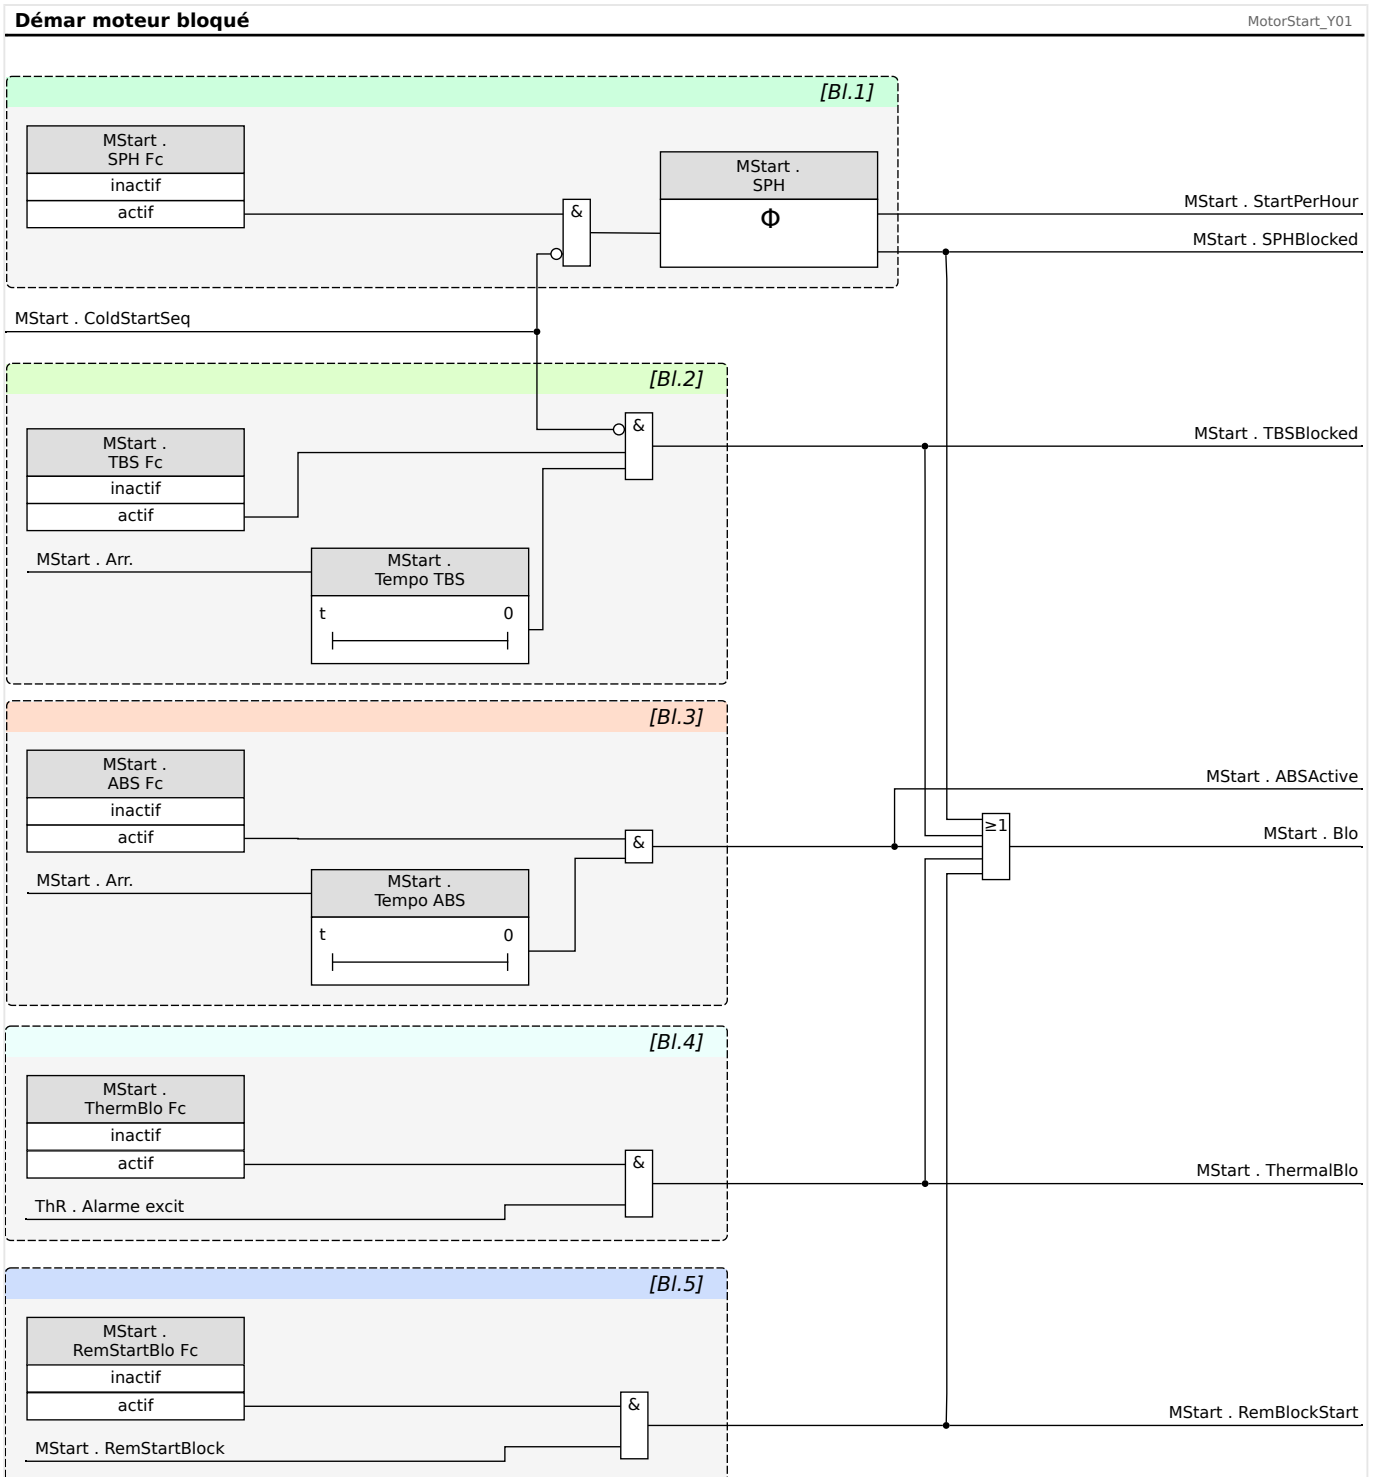 Démar moteur bloqué
MotorStart_Y01
[Bl.1]
MStart .
SPH Fc
inactif
actif
&
MStart .
SPH
Φ
MStart . StartPerHour
MStart . SPHBlocked
MStart . ColdStartSeq
[Bl.2]
MStart .
TBS Fc
inactif
actif
&
MStart . TBSBlocked
MStart . Arr.
MStart .
Tempo TBS
t 0
[Bl.3]
MStart .
ABS Fc
inactif
actif
&
MStart . ABSActive
≥1
MStart . Blo
MStart . Arr.
MStart .
Tempo ABS
t 0
[Bl.4]
MStart .
ThermBlo Fc
inactif
actif
&
MStart . ThermalBlo
ThR . Alarme excit
[Bl.5]
MStart .
RemStartBlo Fc
inactif
actif
&
MStart . RemBlockStart
MStart . RemStartBlock